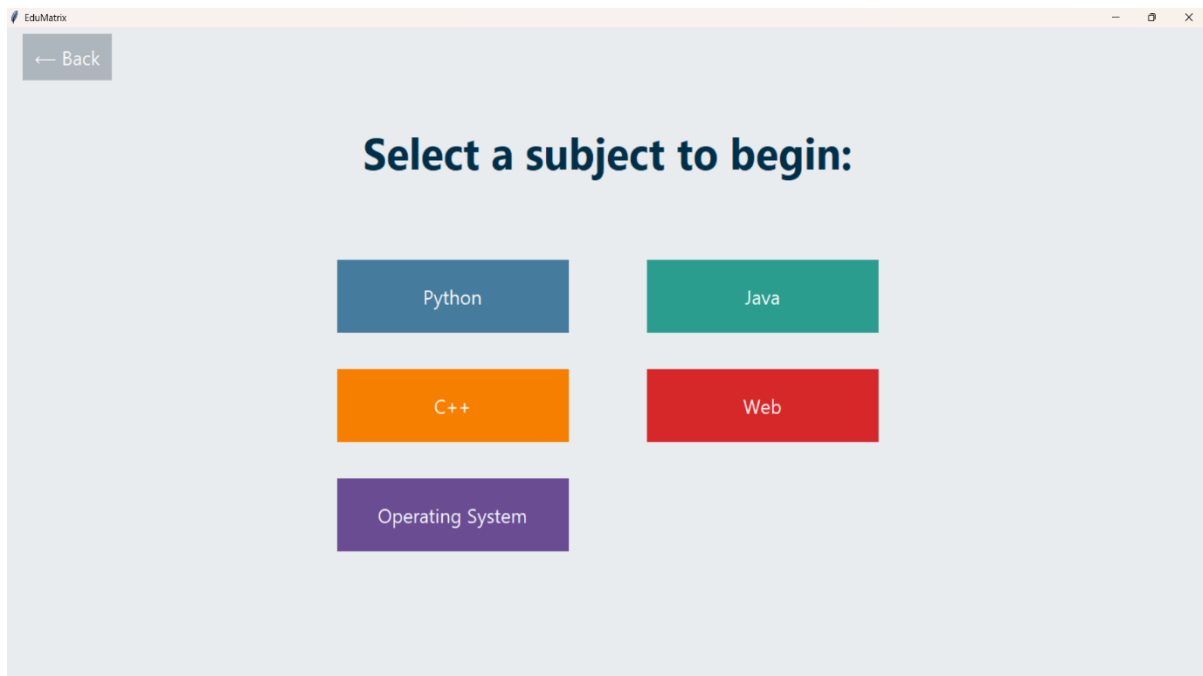 EduMatrix
← Back
Select a subject to begin:
Python
Java
C++
Web
Operating System